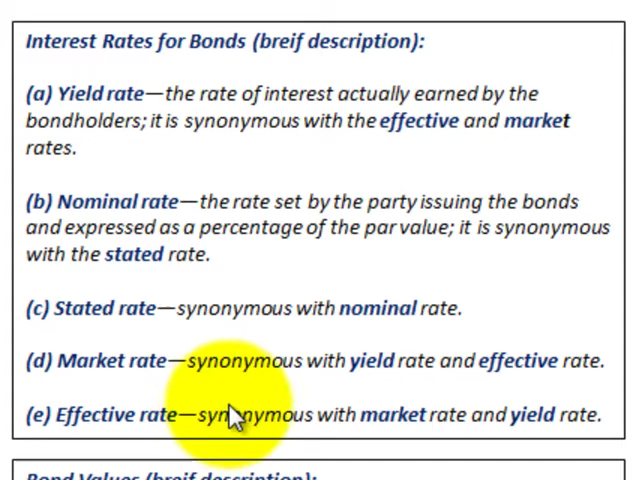 Interest Rates for Bonds (breif description):
(a) Yield rate—the rate of interest actually earned by the
bondholders; it is synonymous with the effective and market
rates.
(b) Nominal rate—the rate set by the party issuing the bonds
and expressed as a percentage of the par value; it is synonymous
with the stated rate.
(c) Stated rate—synonymous with nominal rate.
(d) Market rate—synonymous with yield rate and effective rate.
(e) Effective rate—synonymous with market rate and yield rate.
Bond Values (breif description):